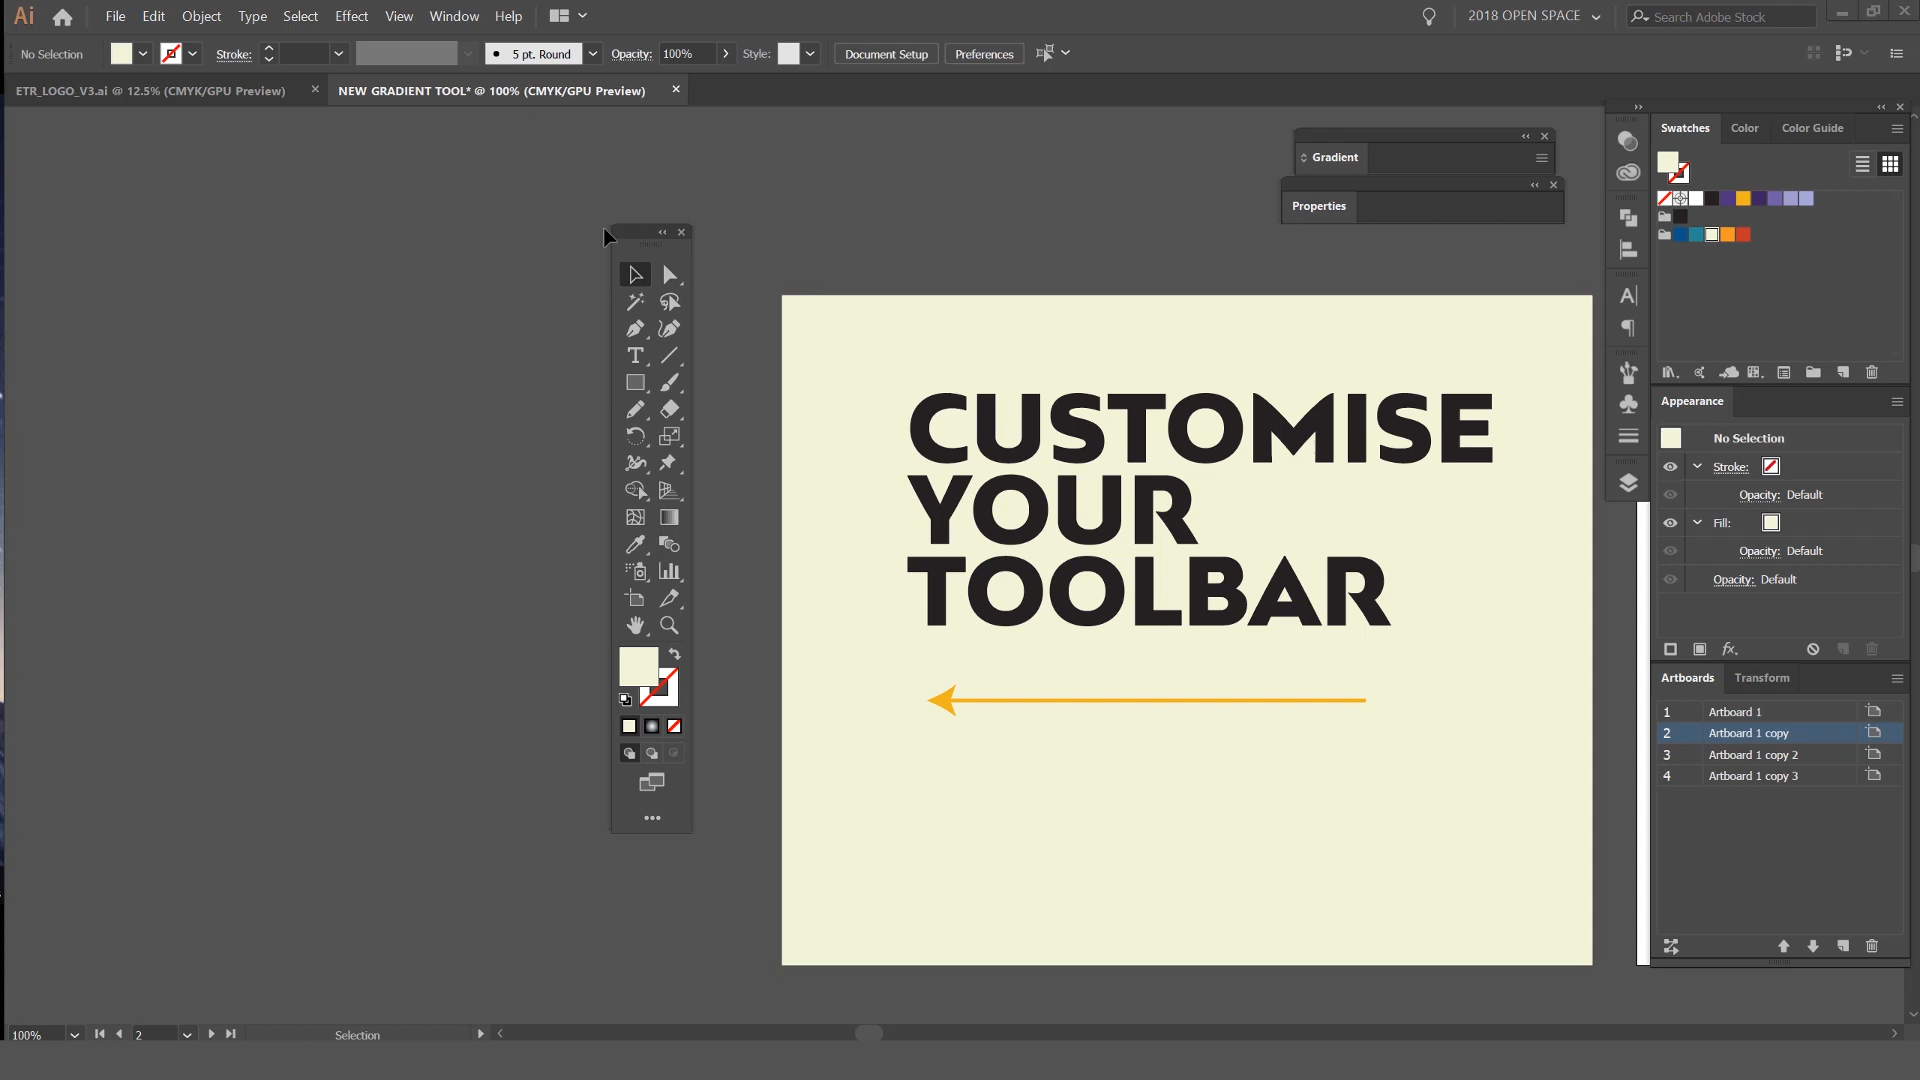 Ai File Edit Object Type Select Effect View Window Help 2018 OPEN SPACE Search Adobe Stock
No Selection Stroke: 5 pt. Round Opacity: 100% Style: Document Setup Preferences
ETR_LOGO_V3.ai @ 12.5% (CMYK/GPU Preview) NEW GRADIENT TOOL* @ 100% (CMYK/GPU Preview)
Swatches Color Color Guide
Gradient
Properties
CUSTOMISE
YOUR
TOOLBAR
Appearance
No Selection
Stroke:
Opacity: Default
Fill:
Opacity: Default
Opacity: Default
fx
Artboards Transform
1 Artboard 1
2 Artboard 1 copy
3 Artboard 1 copy 2
4 Artboard 1 copy 3
100% 2 Selection